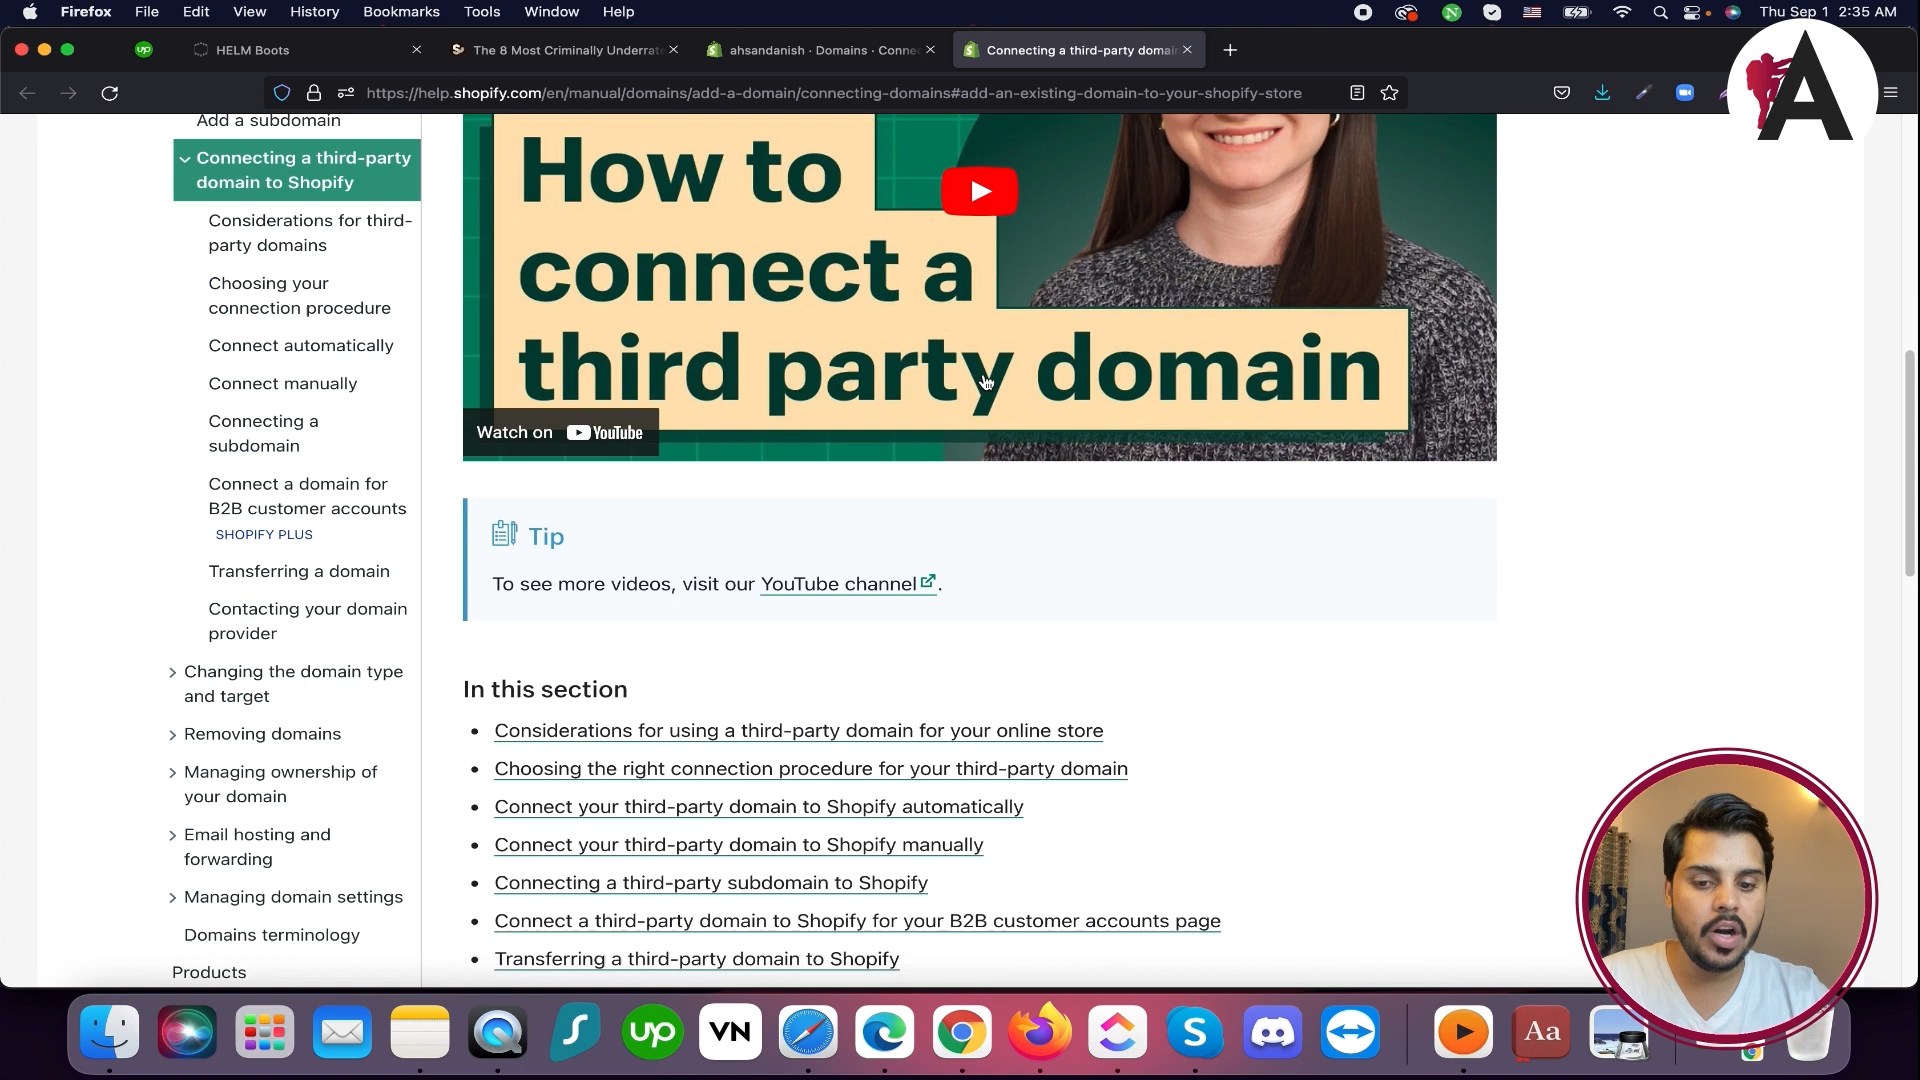 Firefox File Edit View History Bookmarks Tools Window Help
Thu Sep 1 2:35 AM
up HELM Boots
The 8 Most Criminally Underrate
ahsandanish · Domains · Connec
Connecting a third-party domai
https://help.shopify.com/en/manual/domains/add-a-domain/connecting-domains#add-an-existing-domain-to-your-shopify-store
A
Add a subdomain
Connecting a third-party
domain to Shopify
Considerations for third-
party domains
Choosing your
connection procedure
Connect automatically
Connect manually
Connecting a
subdomain
Connect a domain for
B2B customer accounts
SHOPIFY PLUS
Transferring a domain
Contacting your domain
provider
Changing the domain type
and target
Removing domains
Managing ownership of
your domain
Email hosting and
forwarding
Managing domain settings
Domains terminology
Products
How to
connect a
third party domain
Watch on YouTube
Tip
To see more videos, visit our YouTube channel.
In this section
Considerations for using a third-party domain for your online store
Choosing the right connection procedure for your third-party domain
Connect your third-party domain to Shopify automatically
Connect your third-party domain to Shopify manually
Connecting a third-party subdomain to Shopify
Connect a third-party domain to Shopify for your B2B customer accounts page
Transferring a third-party domain to Shopify
up VN S Aa